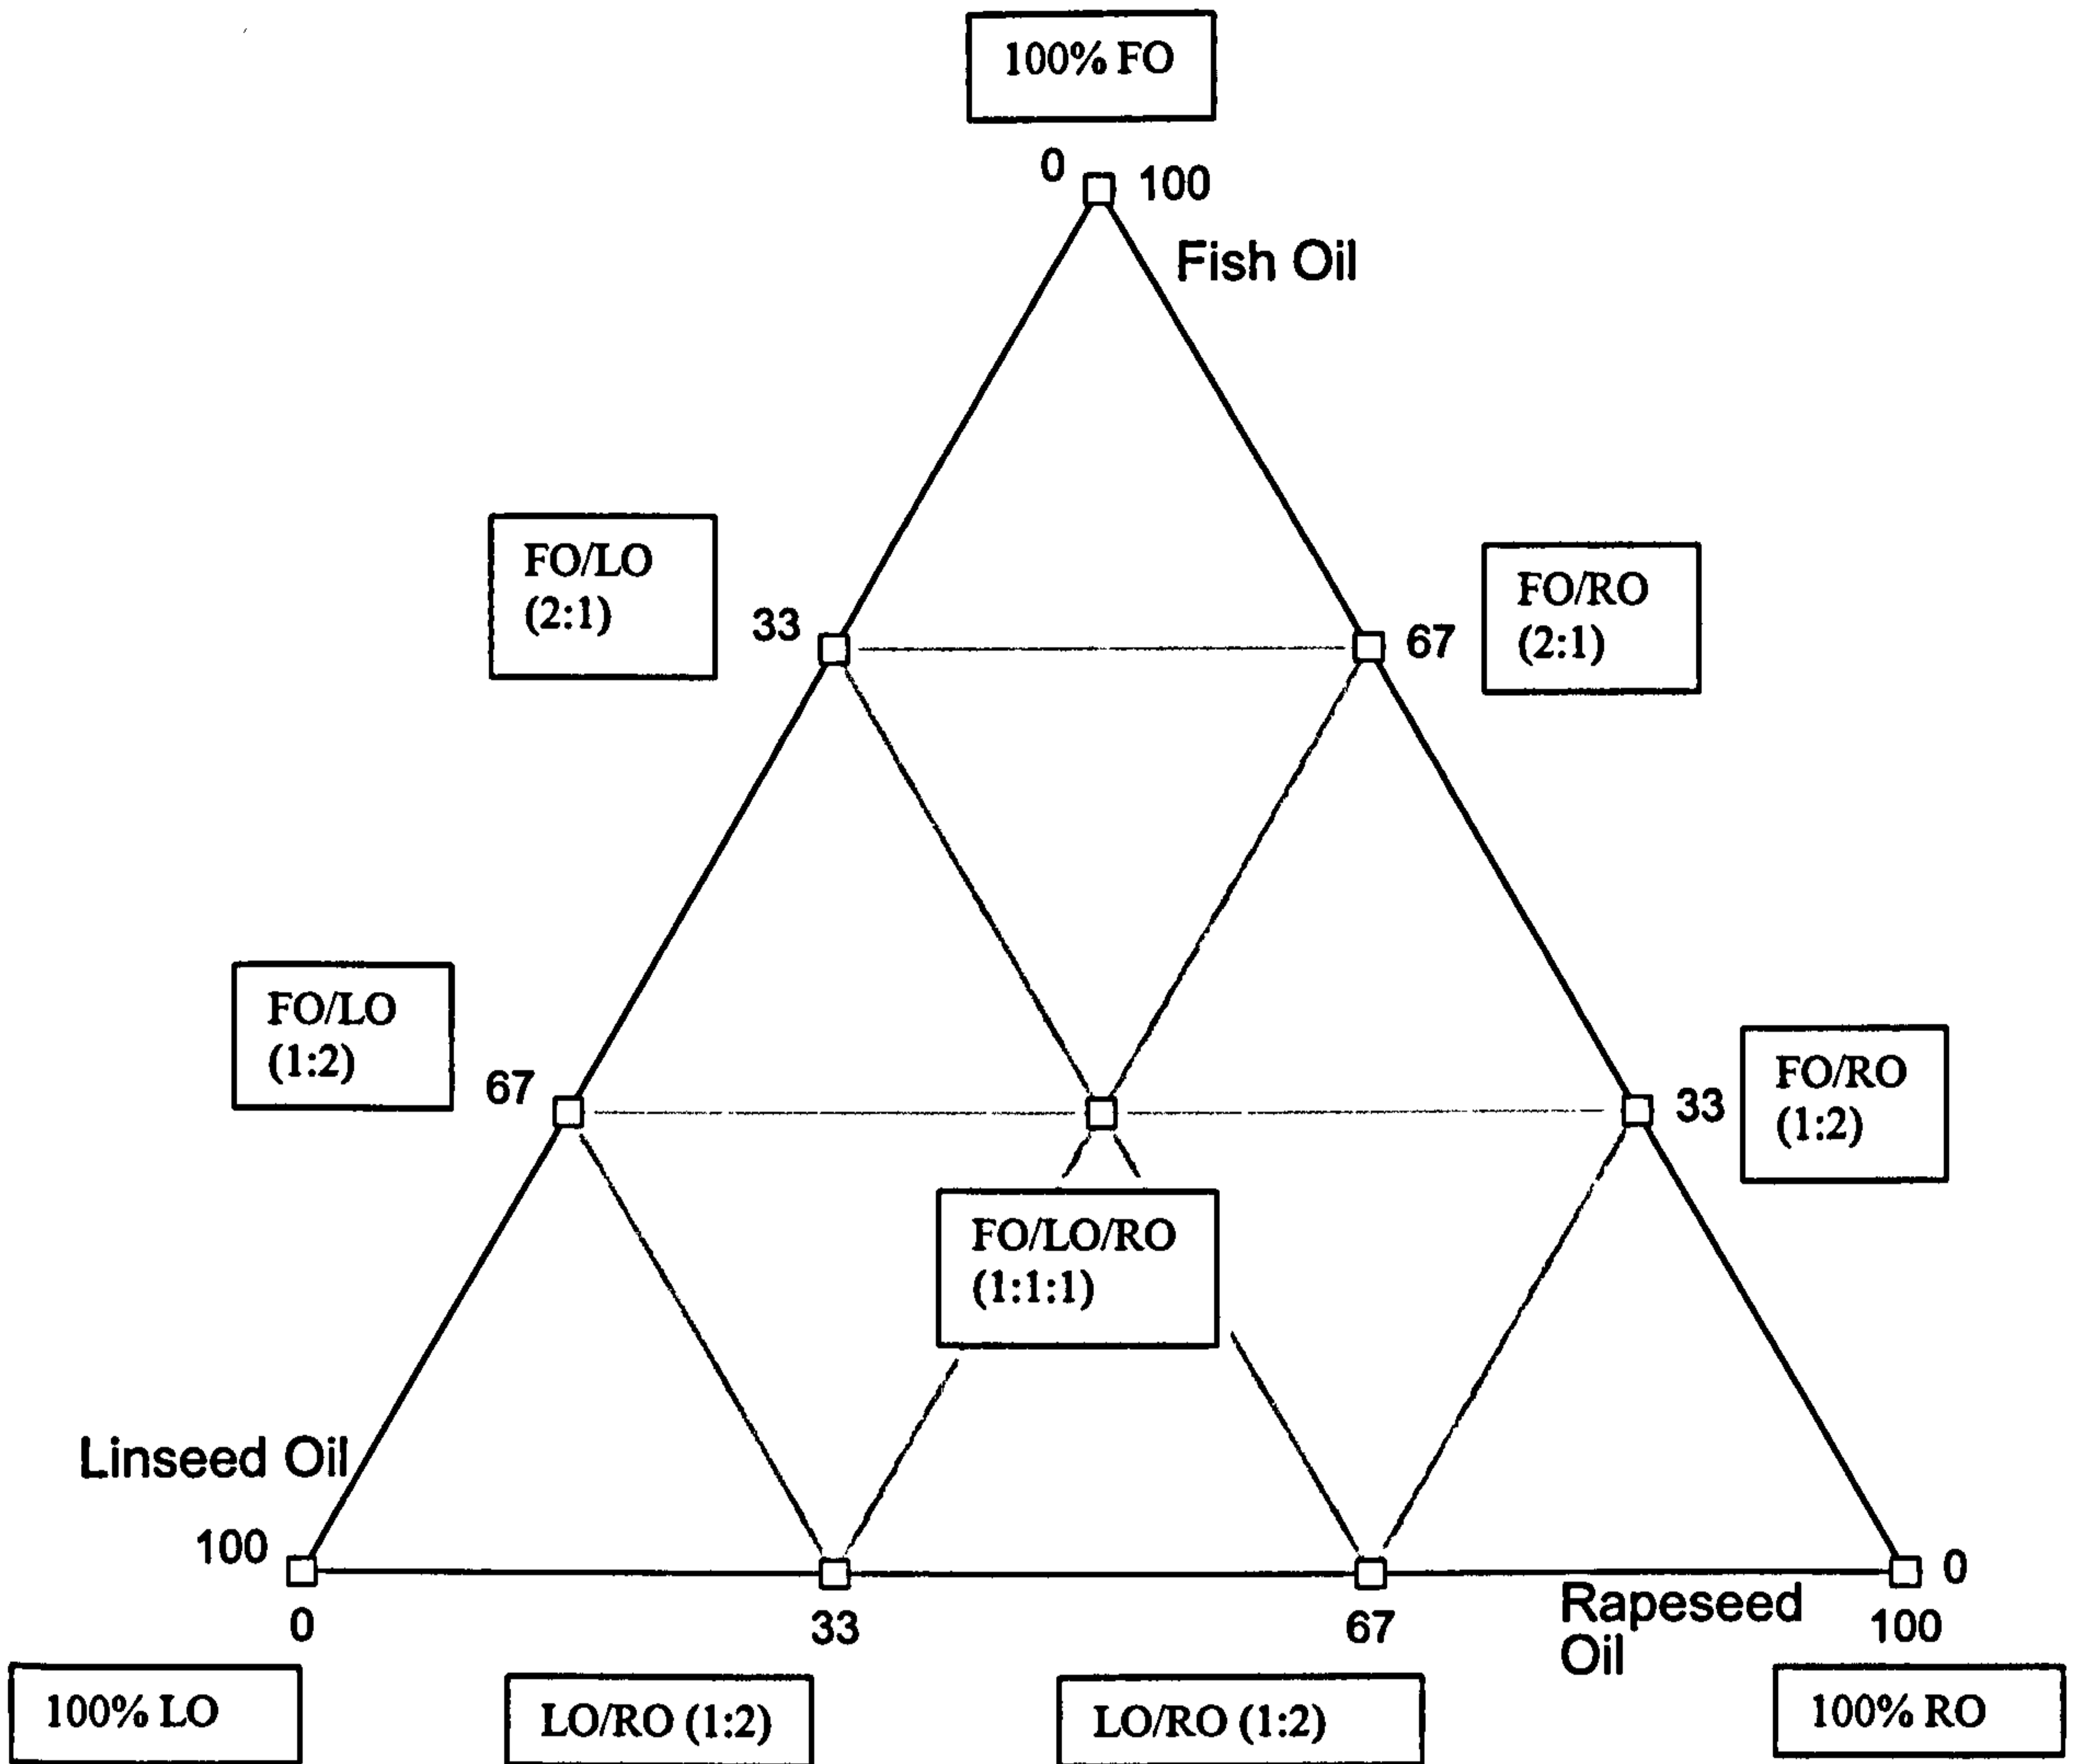 100% FO
0
100
Fish Oil
FO/LO
(2:1)
33
67
FO/RO
(2:1)
FO/LO
(1:2)
67
33
FO/RO
(1:2)
FO/LO/RO
(1:1:1)
Linseed Oil
100
0
0
33
67
Rapeseed
Oil
100
100% LO
LO/RO (1:2)
LO/RO (1:2)
100% RO